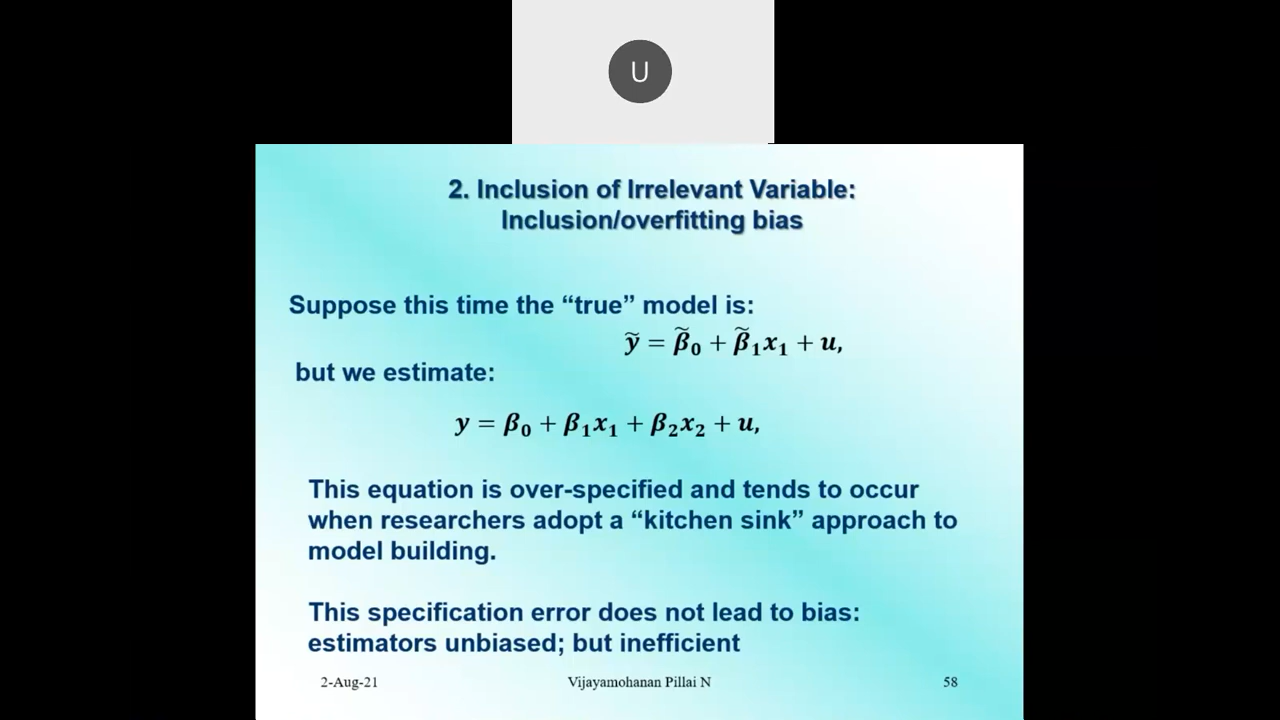 U
2. Inclusion of Irrelevant Variable:
Inclusion/overfitting bias
Suppose this time the “true” model is:
ỹ = β̃₀ + β̃₁x₁ + u,
but we estimate:
y = β₀ + β₁x₁ + β₂x₂ + u,
This equation is over-specified and tends to occur
when researchers adopt a “kitchen sink” approach to
model building.
This specification error does not lead to bias:
estimators unbiased; but inefficient
2-Aug-21 Vijayamohanan Pillai N 58